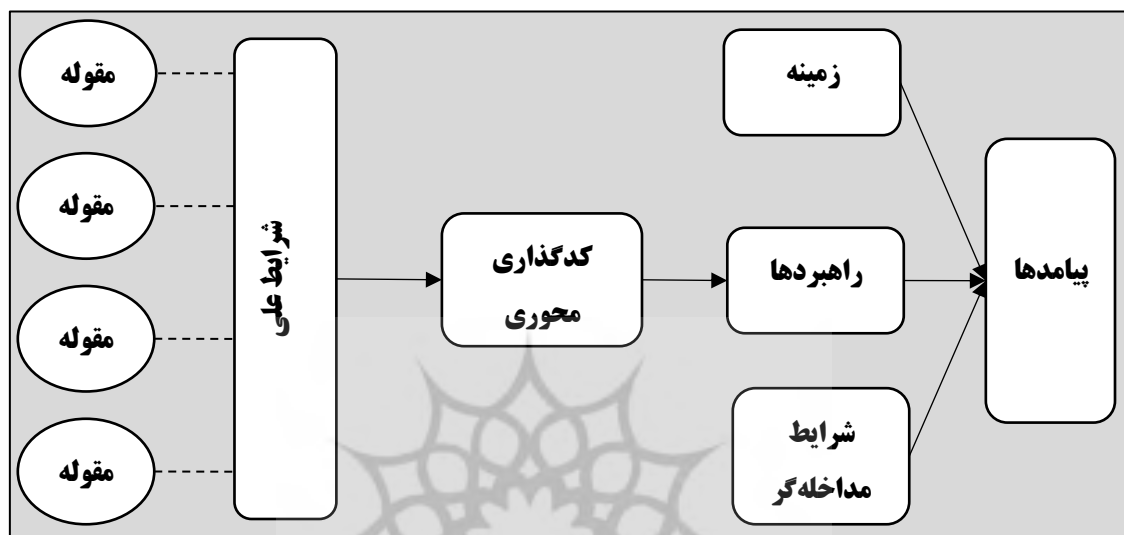 مقوله
مقوله
مقوله
مقوله
شرایط علی
کدگذاری
محوری
زمینه
راهبردها
شرایط
مداخله‌گر
پیامدها